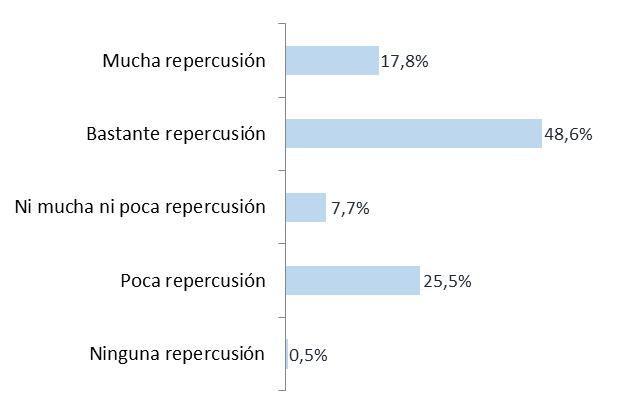 Mucha repercusión 17,8%
Bastante repercusión 48,6%
Ni mucha ni poca repercusión 7,7%
Poca repercusión 25,5%
Ninguna repercusión 0,5%